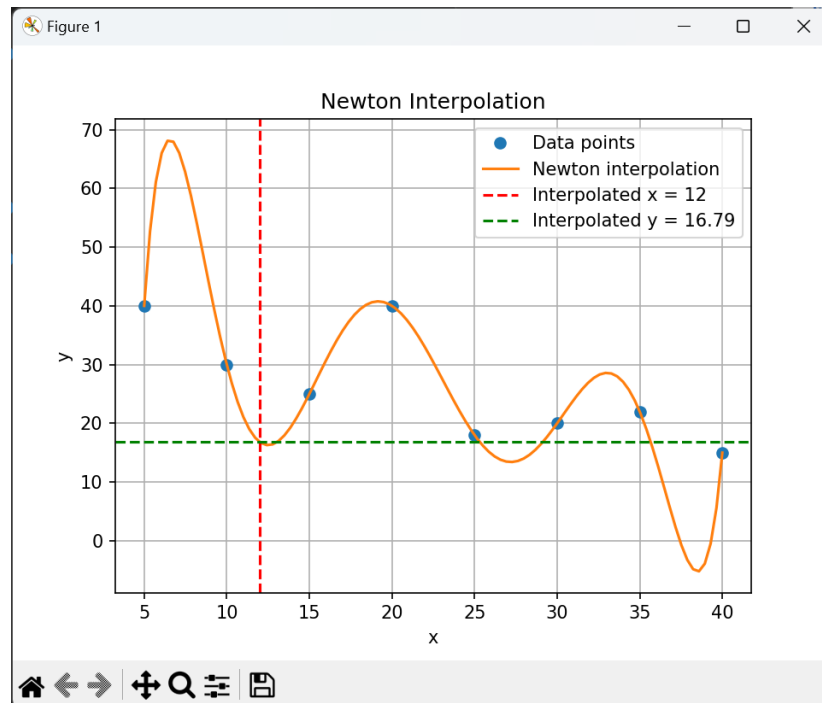 Figure 1
Newton Interpolation
Data points
Newton interpolation
Interpolated x = 12
Interpolated y = 16.79
70
60
50
40
30
20
10
0
y
5 10 15 20 25 30 35 40
x